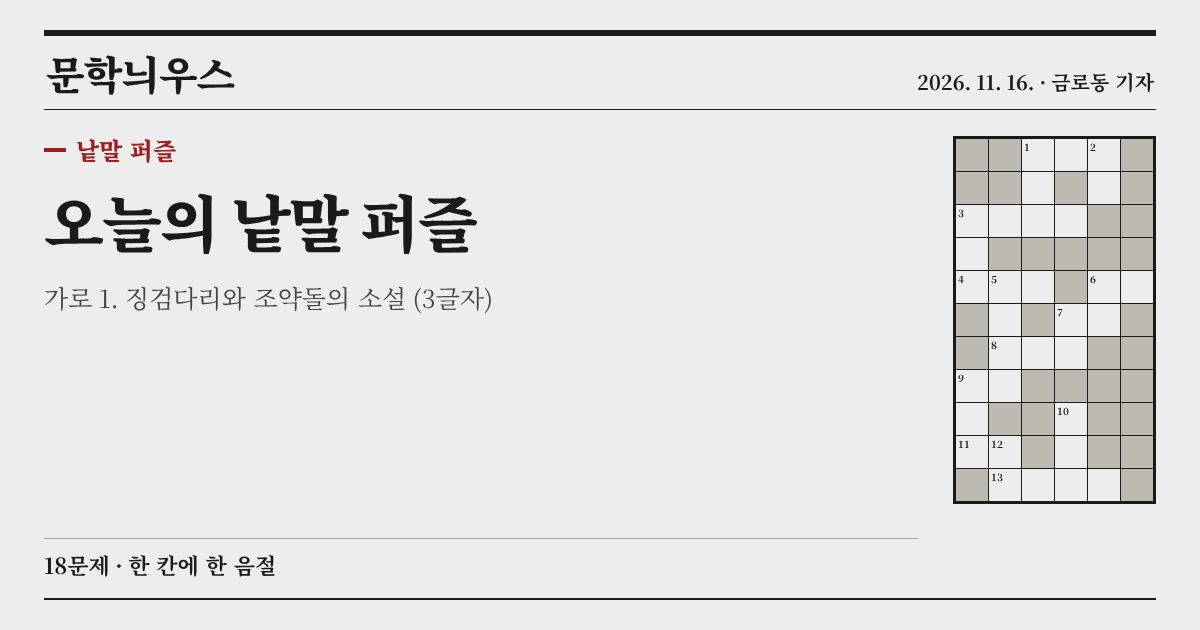 문학늬우스
2026. 11. 16. · 금로동 기자
낱말 퍼즐
오늘의 낱말 퍼즐
가로 1. 징검다리와 조약돌의 소설 (3글자)
1 2
3
4 5 6
7
8
9
10
11 12
13
18문제 · 한 칸에 한 음절